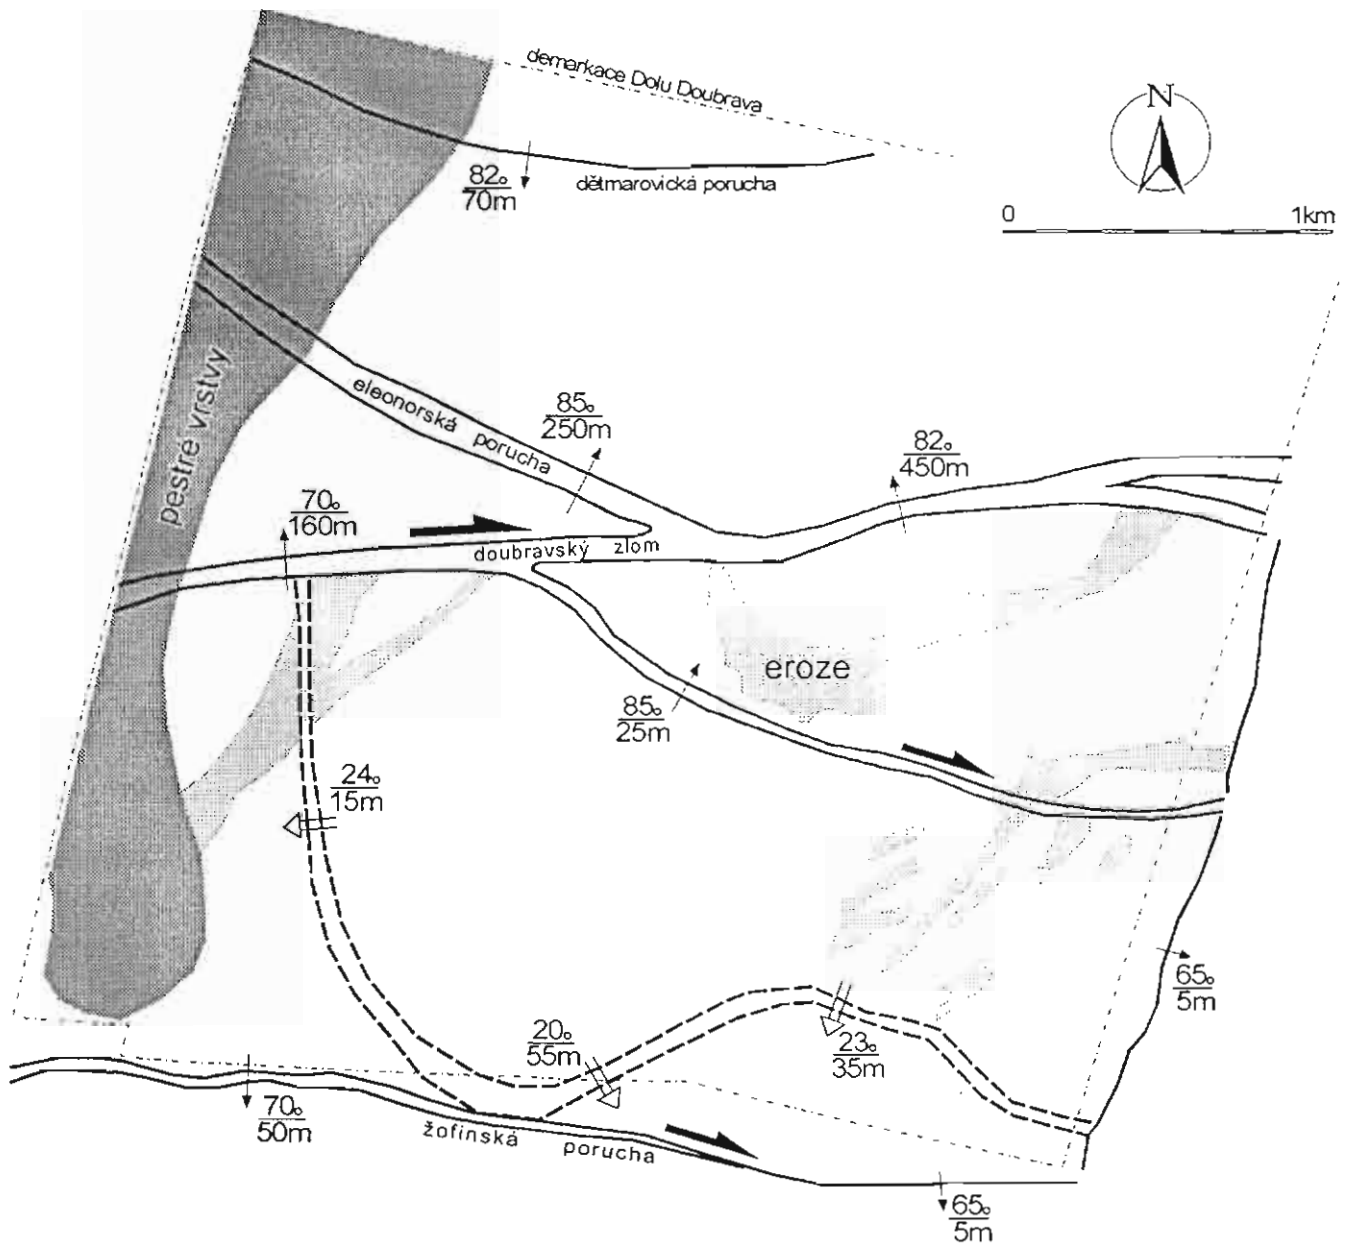 demarkace Dolu Doubrava
N
82°
70m
dětmarovická porucha
0 1km
pestré vrstvy
eleonorská porucha
85°
250m
82°
450m
70°
160m
doubravský zlom
eroze
85°
25m
24°
15m
65°
5m
20°
55m
23°
35m
70°
50m
žofinská porucha
65°
5m